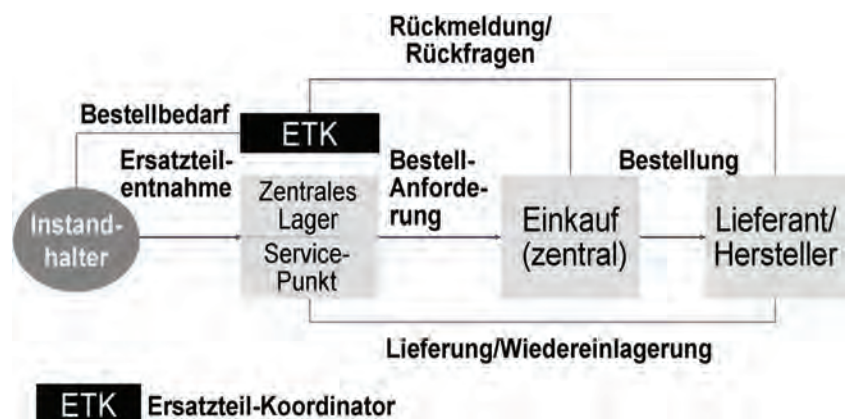 Rückmeldung/
Rückfragen
Bestellbedarf
ETK
Ersatzteil-
entnahme
Bestell-
Anforde-
rung
Bestellung
Instand-
halter
Zentrales
Lager
Service-
Punkt
Einkauf
(zentral)
Lieferant/
Hersteller
Lieferung/Wiedereinlagerung
ETK Ersatzteil-Koordinator